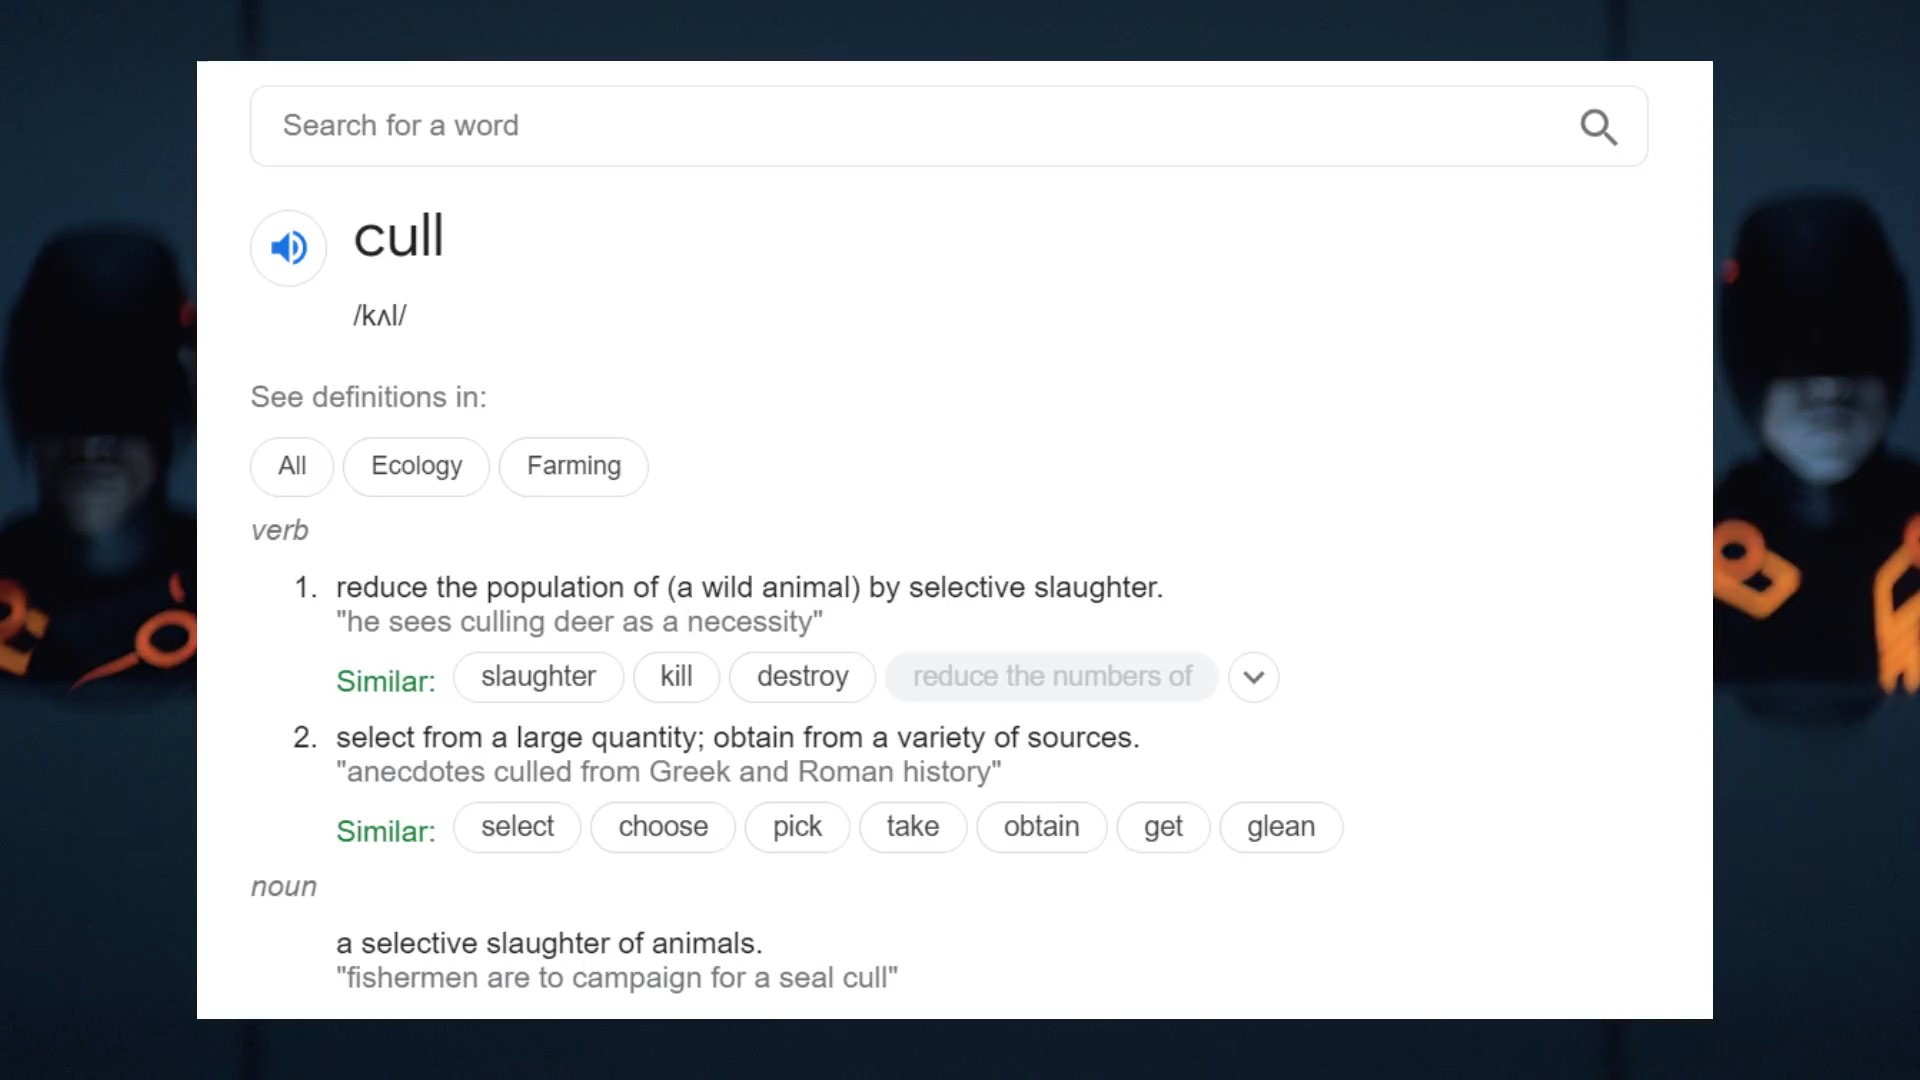 Search for a word
cull
/kʌl/
See definitions in:
All Ecology Farming
verb
1. reduce the population of (a wild animal) by selective slaughter.
"he sees culling deer as a necessity"
Similar: slaughter kill destroy reduce the numbers of
2. select from a large quantity; obtain from a variety of sources.
"anecdotes culled from Greek and Roman history"
Similar: select choose pick take obtain get glean
noun
a selective slaughter of animals.
"fishermen are to campaign for a seal cull"